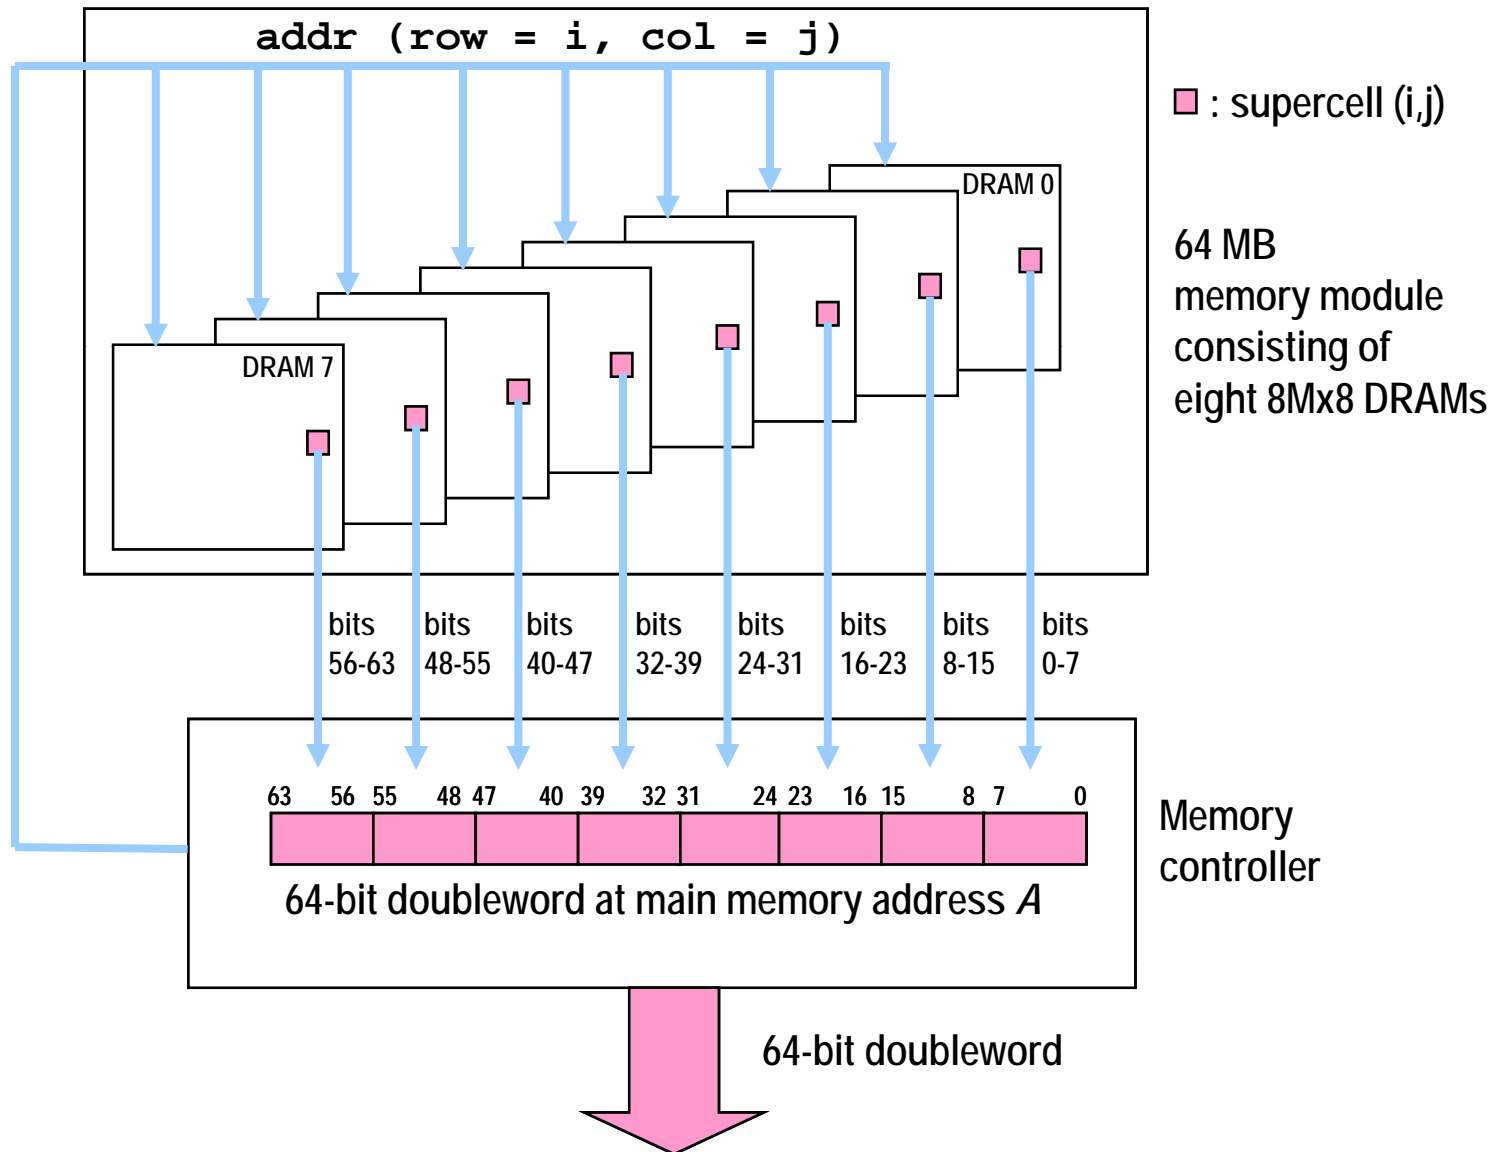 addr (row = i, col = j)
: supercell (i,j)
DRAM 0
64 MB
memory module
consisting of
eight 8Mx8 DRAMs
DRAM 7
bits bits bits bits bits bits bits bits
56-63 48-55 40-47 32-39 24-31 16-23 8-15 0-7
63 56 55 48 47 40 39 32 31 24 23 16 15 8 7 0
Memory
controller
64-bit doubleword at main memory address A
64-bit doubleword